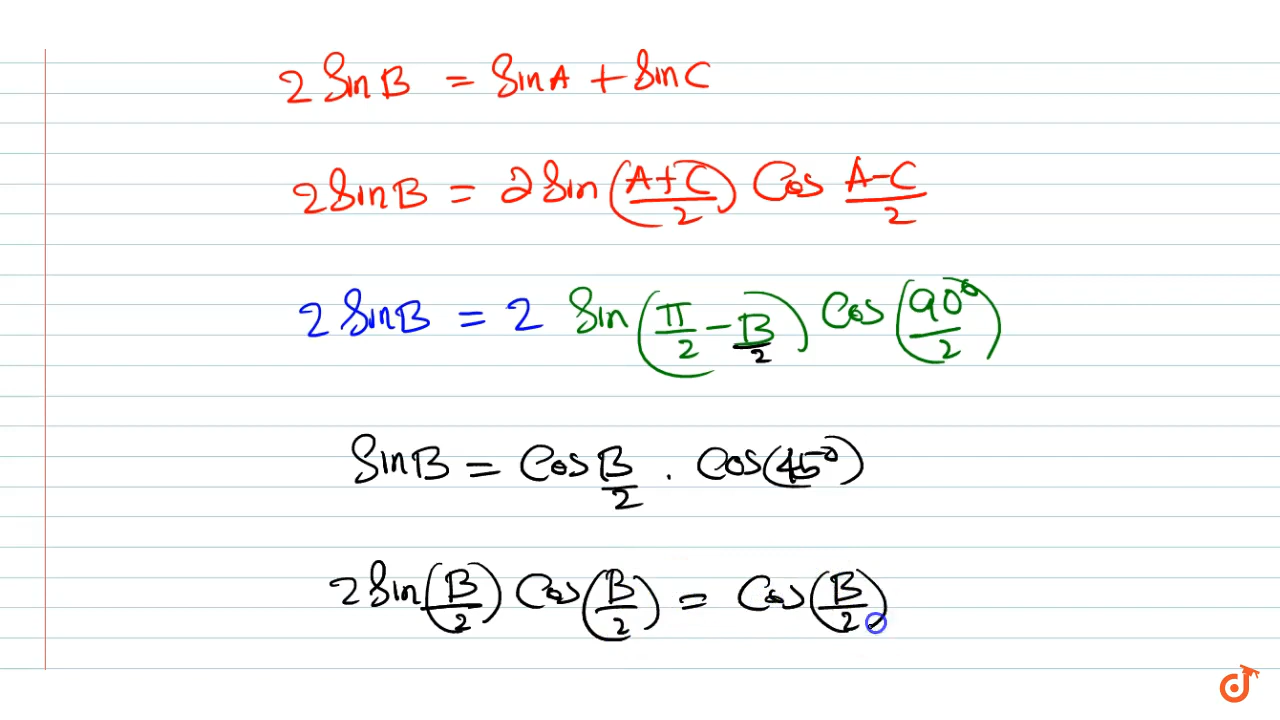 2 Sin B = Sin A + Sin C
2 Sin B = 2 Sin (A+C/2) Cos A-C/2
2 Sin B = 2 Sin (π/2 - B/2) Cos (90°/2)
Sin B = Cos B/2 . Cos (45°)
2 Sin (B/2) Cos (B/2) = Cos (B/2)